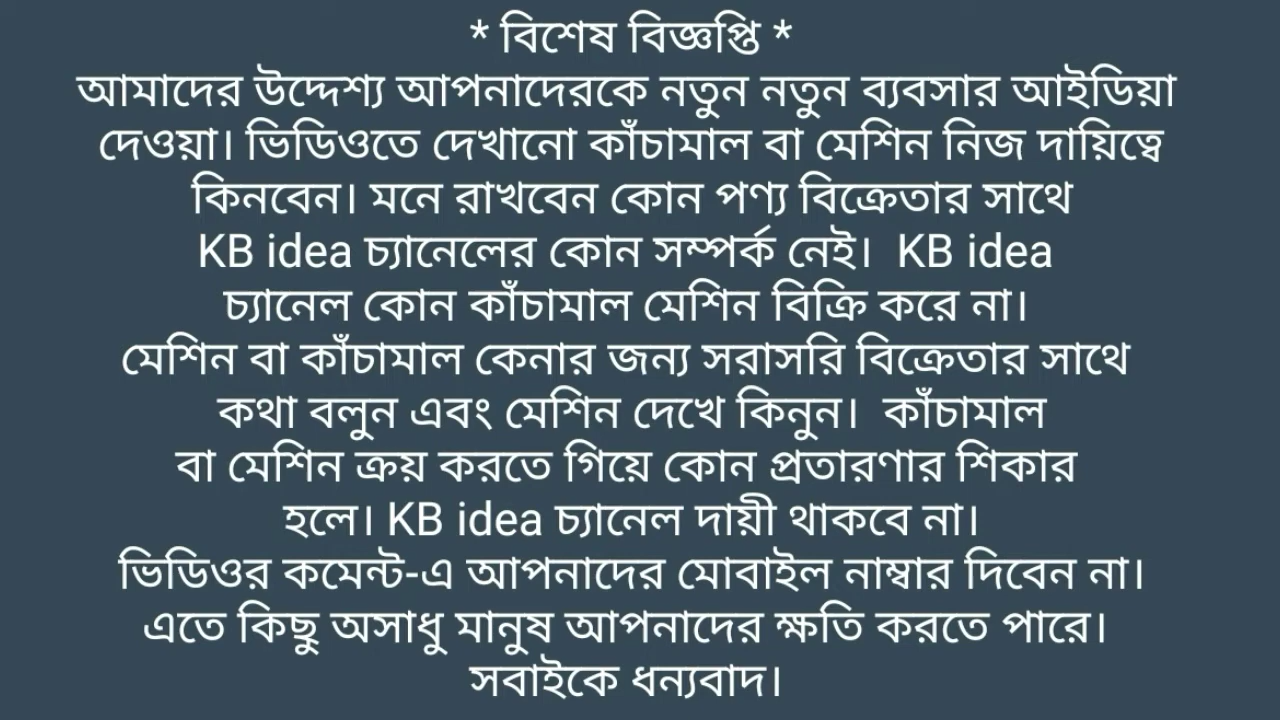 * বিশেষ বিজ্ঞপ্তি *
আমাদের উদ্দেশ্য আপনাদেরকে নতুন নতুন ব্যবসার আইডিয়া
দেওয়া। ভিডিওতে দেখানো কাঁচামাল বা মেশিন নিজ দায়িত্বে
কিনবেন। মনে রাখবেন কোন পণ্য বিক্রেতার সাথে
KB idea চ্যানেলের কোন সম্পর্ক নেই। KB idea
চ্যানেল কোন কাঁচামাল মেশিন বিক্রি করে না।
মেশিন বা কাঁচামাল কেনার জন্য সরাসরি বিক্রেতার সাথে
কথা বলুন এবং মেশিন দেখে কিনুন। কাঁচামাল
বা মেশিন ক্রয় করতে গিয়ে কোন প্রতারণার শিকার
হলে। KB idea চ্যানেল দায়ী থাকবে না।
ভিডিওর কমেন্ট-এ আপনাদের মোবাইল নাম্বার দিবেন না।
এতে কিছু অসাধু মানুষ আপনাদের ক্ষতি করতে পারে।
সবাইকে ধন্যবাদ।